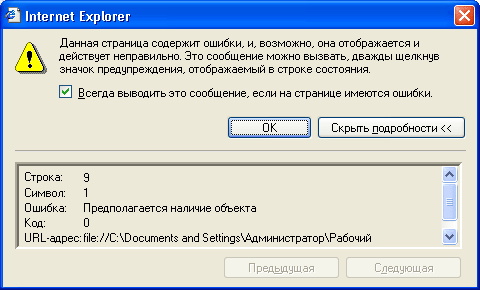 Internet Explorer
Данная страница содержит ошибки, и, возможно, она отображается и
действует неправильно. Это сообщение можно вызвать, дважды щелкнув
значок предупреждения, отображаемый в строке состояния.
Всегда выводить это сообщение, если на странице имеются ошибки.
OK Скрыть подробности <<
Строка: 9
Символ: 1
Ошибка: Предполагается наличие объекта
Код: 0
URL-адрес:file://C:\Documents and Settings\Администратор\Рабочий
Предыдущая Следующая